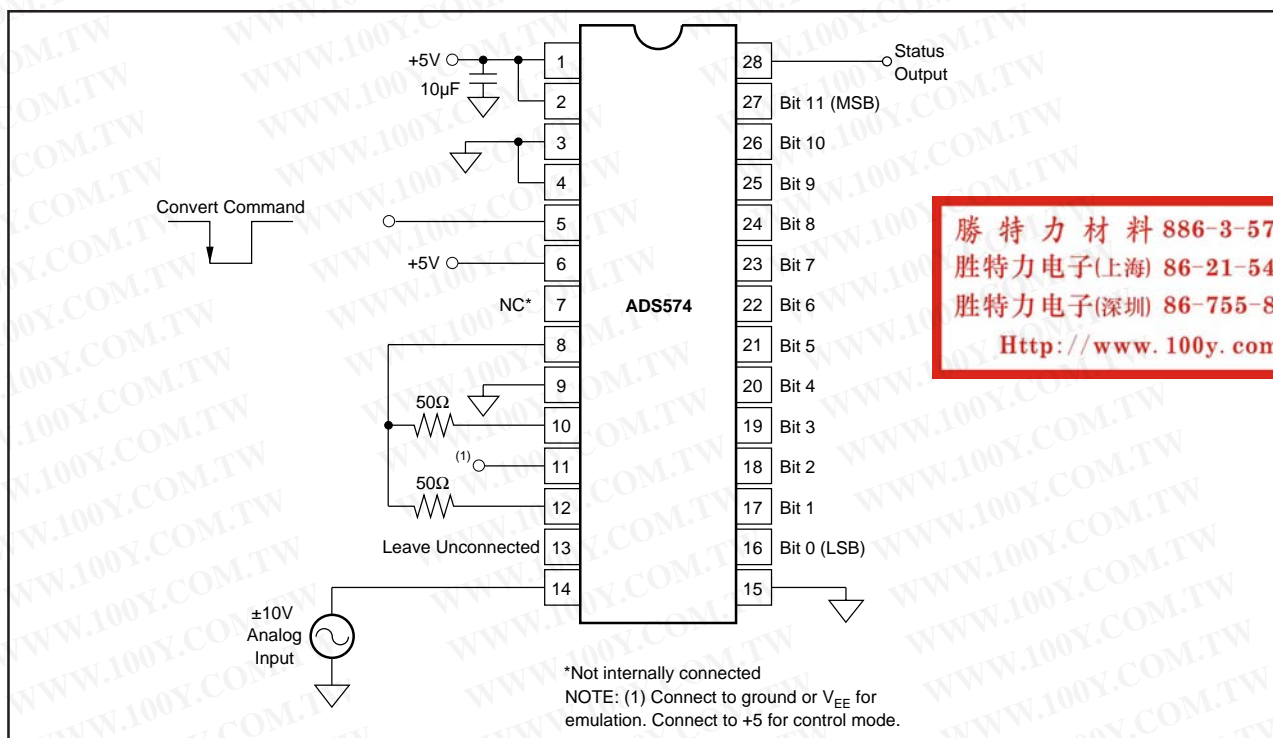 +5V
10µF
Convert Command
+5V
NC*
50Ω
(1)
50Ω
Leave Unconnected
±10V
Analog
Input
1
2
3
4
5
6
7
8
9
10
11
12
13
14
ADS574
28
27
26
25
24
23
22
21
20
19
18
17
16
15
Status
Output
Bit 11 (MSB)
Bit 10
Bit 9
Bit 8
Bit 7
Bit 6
Bit 5
Bit 4
Bit 3
Bit 2
Bit 1
Bit 0 (LSB)
*Not internally connected
NOTE: (1) Connect to ground or VEE for
emulation. Connect to +5 for control mode.
勝 特 力 材 料 886-3-57
胜特力电子(上海) 86-21-54
胜特力电子(深圳) 86-755-8
Http://www.100y.com
WWW.100Y.COM.TW